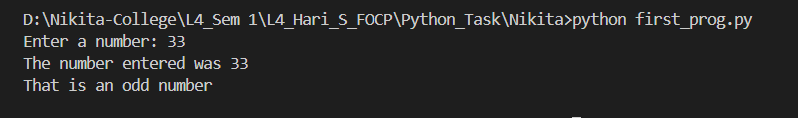 D:\Nikita-College\L4_Sem 1\L4_Hari_S_FOCP\Python_Task\Nikita>python first_prog.py
Enter a number: 33
The number entered was 33
That is an odd number